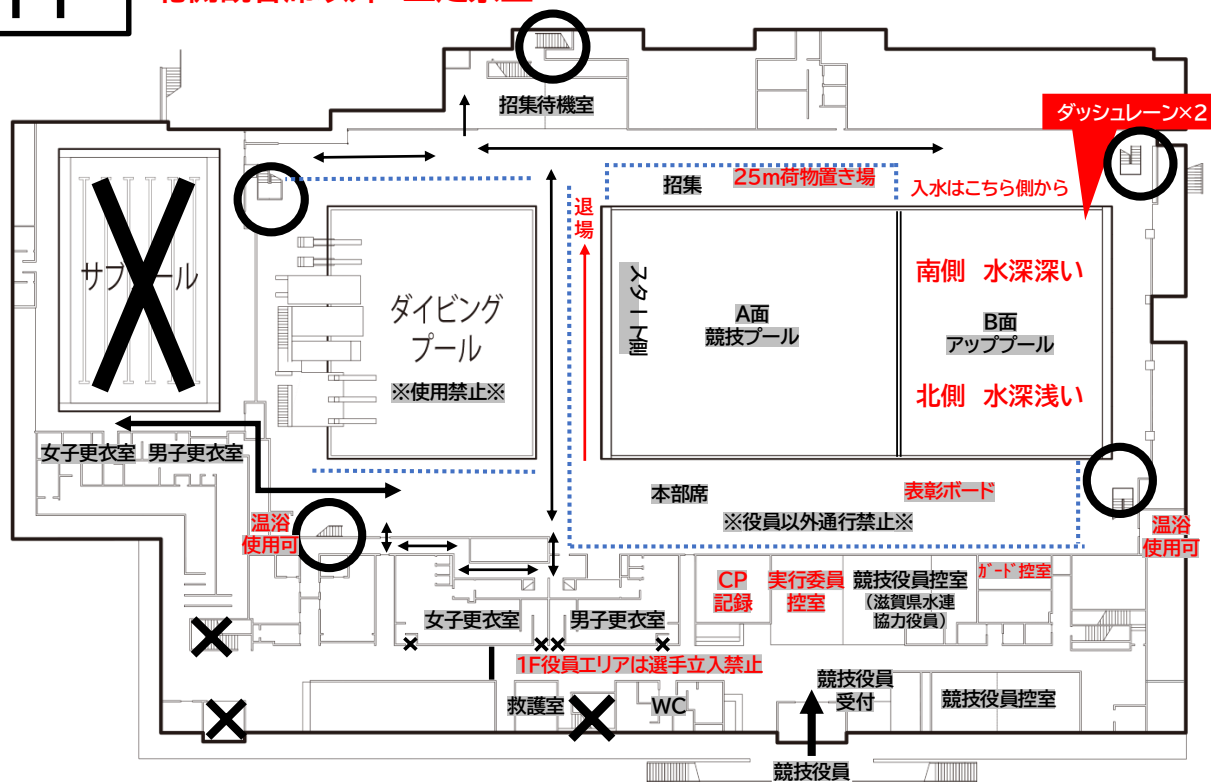 招集待機室
ダッシュレーン×2
招集
25m荷物置き場
入水はこちら側から
退場
サブプール
ダイビング
プール
※使用禁止※
スタート側
A面
競技プール
南側 水深深い
B面
アッププール
北側 水深浅い
女子更衣室
男子更衣室
本部席
表彰ボード
※役員以外通行禁止※
温浴
使用可
温浴
使用可
女子更衣室
男子更衣室
CP
記録
実行委員
控室
競技役員控室
(滋賀県水連
協力役員)
ガード控室
1F役員エリアは選手立入禁止
救護室
WC
競技役員
受付
競技役員控室
競技役員